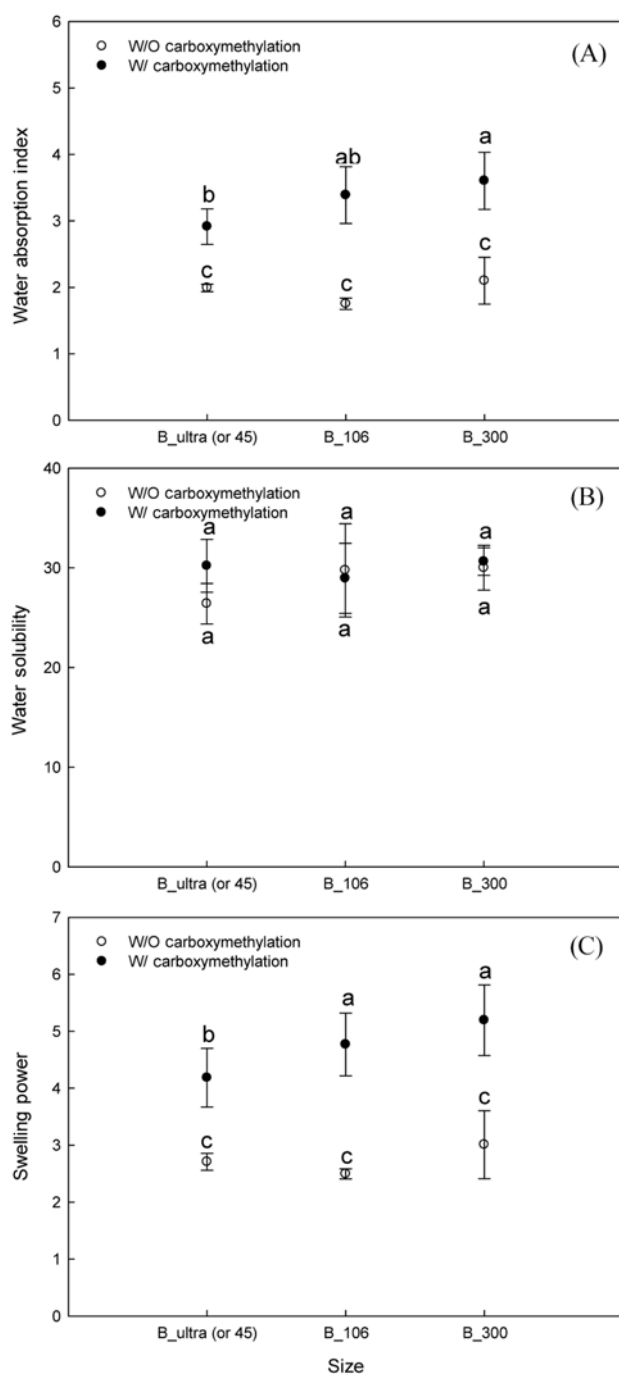 6
5
4
3
2
1
0
Water absorption index
W/O carboxymethylation
W/ carboxymethylation
(A)
b
ab
a
c
c
c
B_ultra (or 45)
B_106
B_300
40
30
20
10
0
Water solubility
W/O carboxymethylation
W/ carboxymethylation
(B)
a
a
a
a
a
a
B_ultra (or 45)
B_106
B_300
7
6
5
4
3
2
1
0
Swelling power
W/O carboxymethylation
W/ carboxymethylation
(C)
b
a
a
c
c
c
B_ultra (or 45)
B_106
B_300
Size